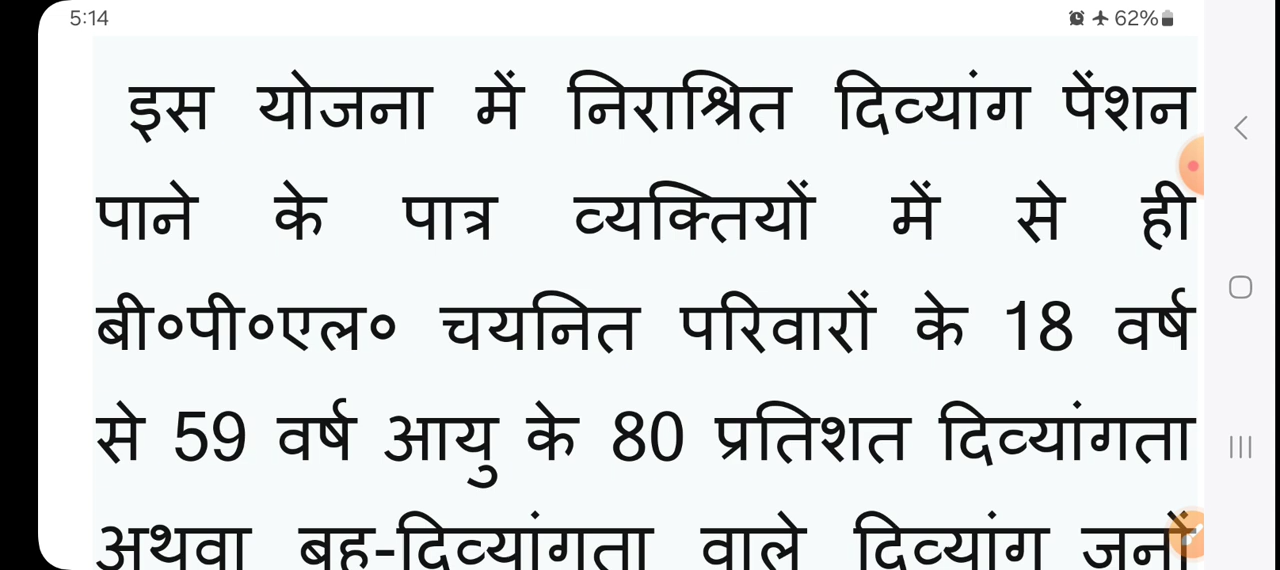 5:14 62%
इस योजना में निराश्रित दिव्यांग पेंशन
पाने के पात्र व्यक्तियों में से ही
बी०पी०एल० चयनित परिवारों के 18 वर्ष
से 59 वर्ष आयु के 80 प्रतिशत दिव्यांगता
अथवा बहु-दिव्यांगता वाले दिव्यांग जनों